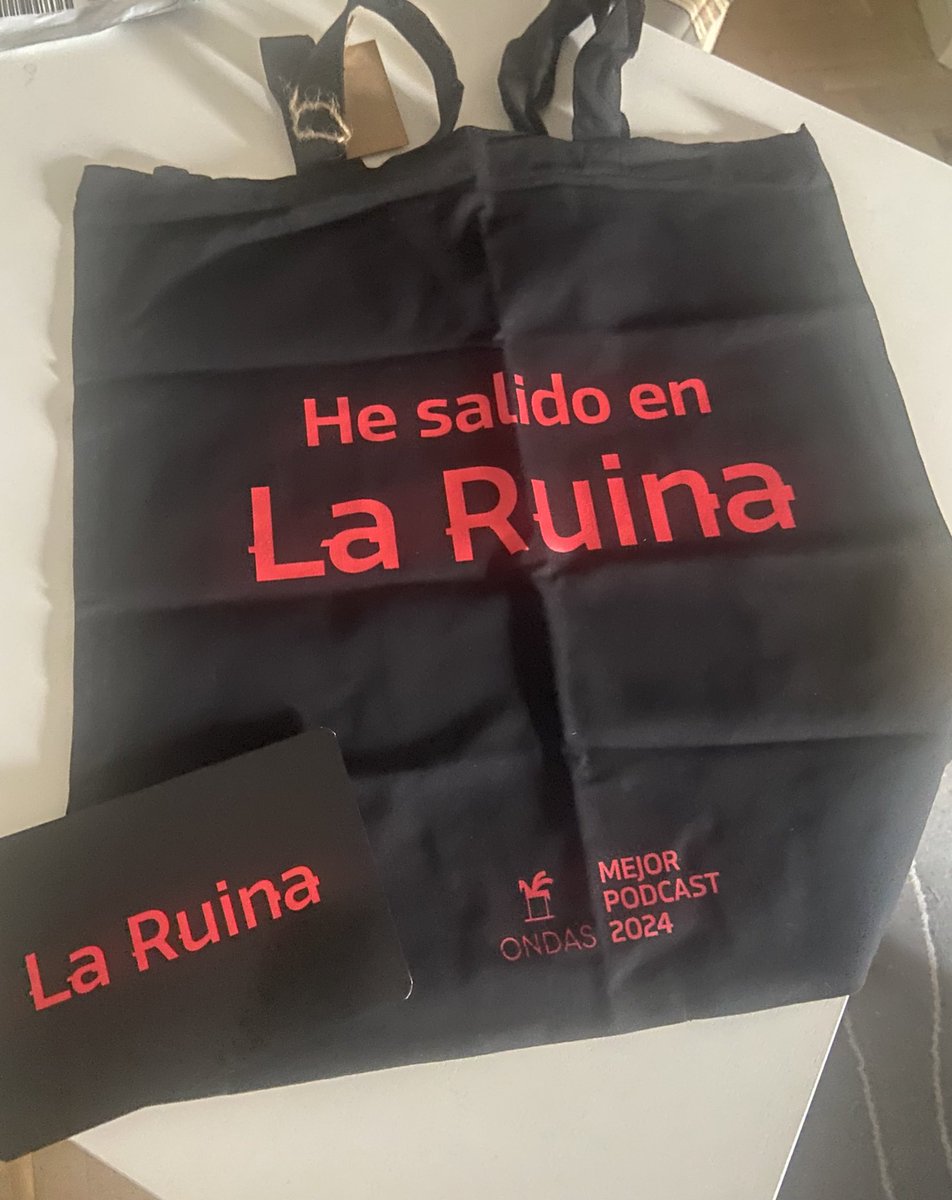 He salido en
La Ruina
ONDAS
MEJOR
PODCAST
2024
La Ruina